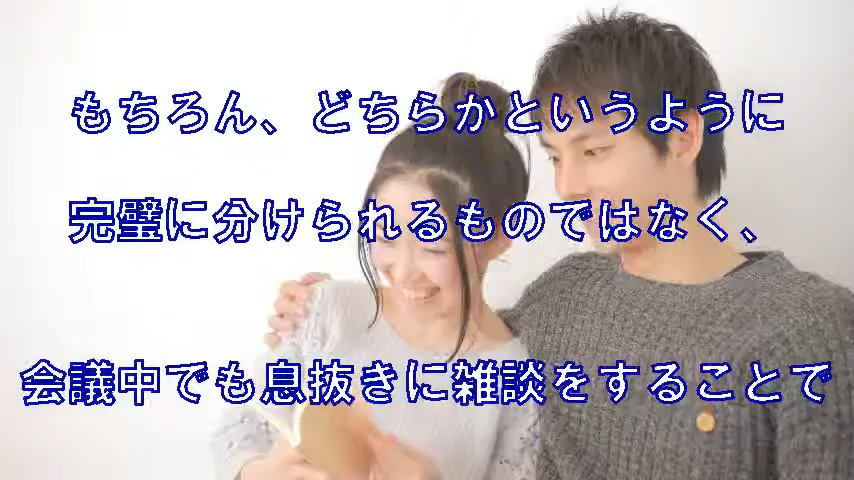 もちろん、どちらかというように
完璧に分けられるものではなく、
会議中でも息抜きに雑談をすることで